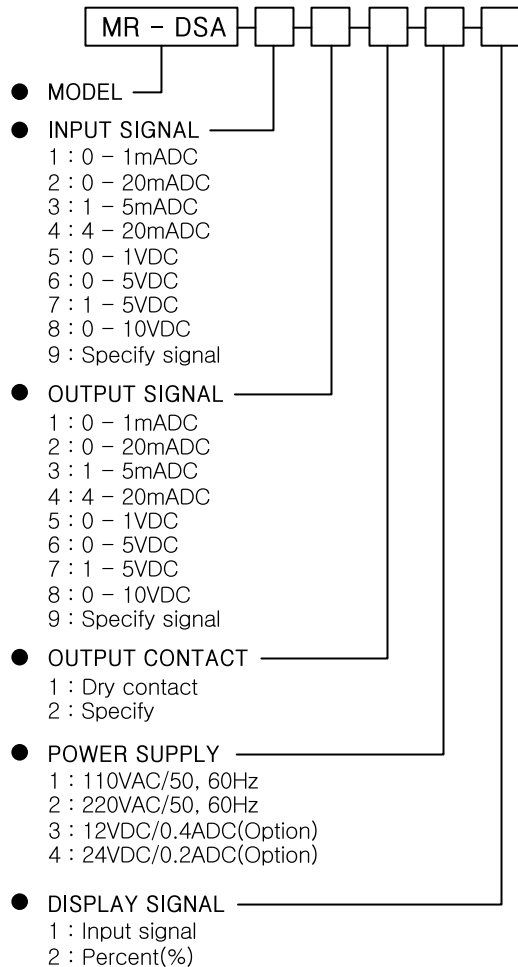 MR - DSA
● MODEL
● INPUT SIGNAL
1 : 0 - 1mADC
2 : 0 - 20mADC
3 : 1 - 5mADC
4 : 4 - 20mADC
5 : 0 - 1VDC
6 : 0 - 5VDC
7 : 1 - 5VDC
8 : 0 - 10VDC
9 : Specify signal
● OUTPUT SIGNAL
1 : 0 - 1mADC
2 : 0 - 20mADC
3 : 1 - 5mADC
4 : 4 - 20mADC
5 : 0 - 1VDC
6 : 0 - 5VDC
7 : 1 - 5VDC
8 : 0 - 10VDC
9 : Specify signal
● OUTPUT CONTACT
1 : Dry contact
2 : Specify
● POWER SUPPLY
1 : 110VAC/50, 60Hz
2 : 220VAC/50, 60Hz
3 : 12VDC/0.4ADC(Option)
4 : 24VDC/0.2ADC(Option)
● DISPLAY SIGNAL
1 : Input signal
2 : Percent(%)